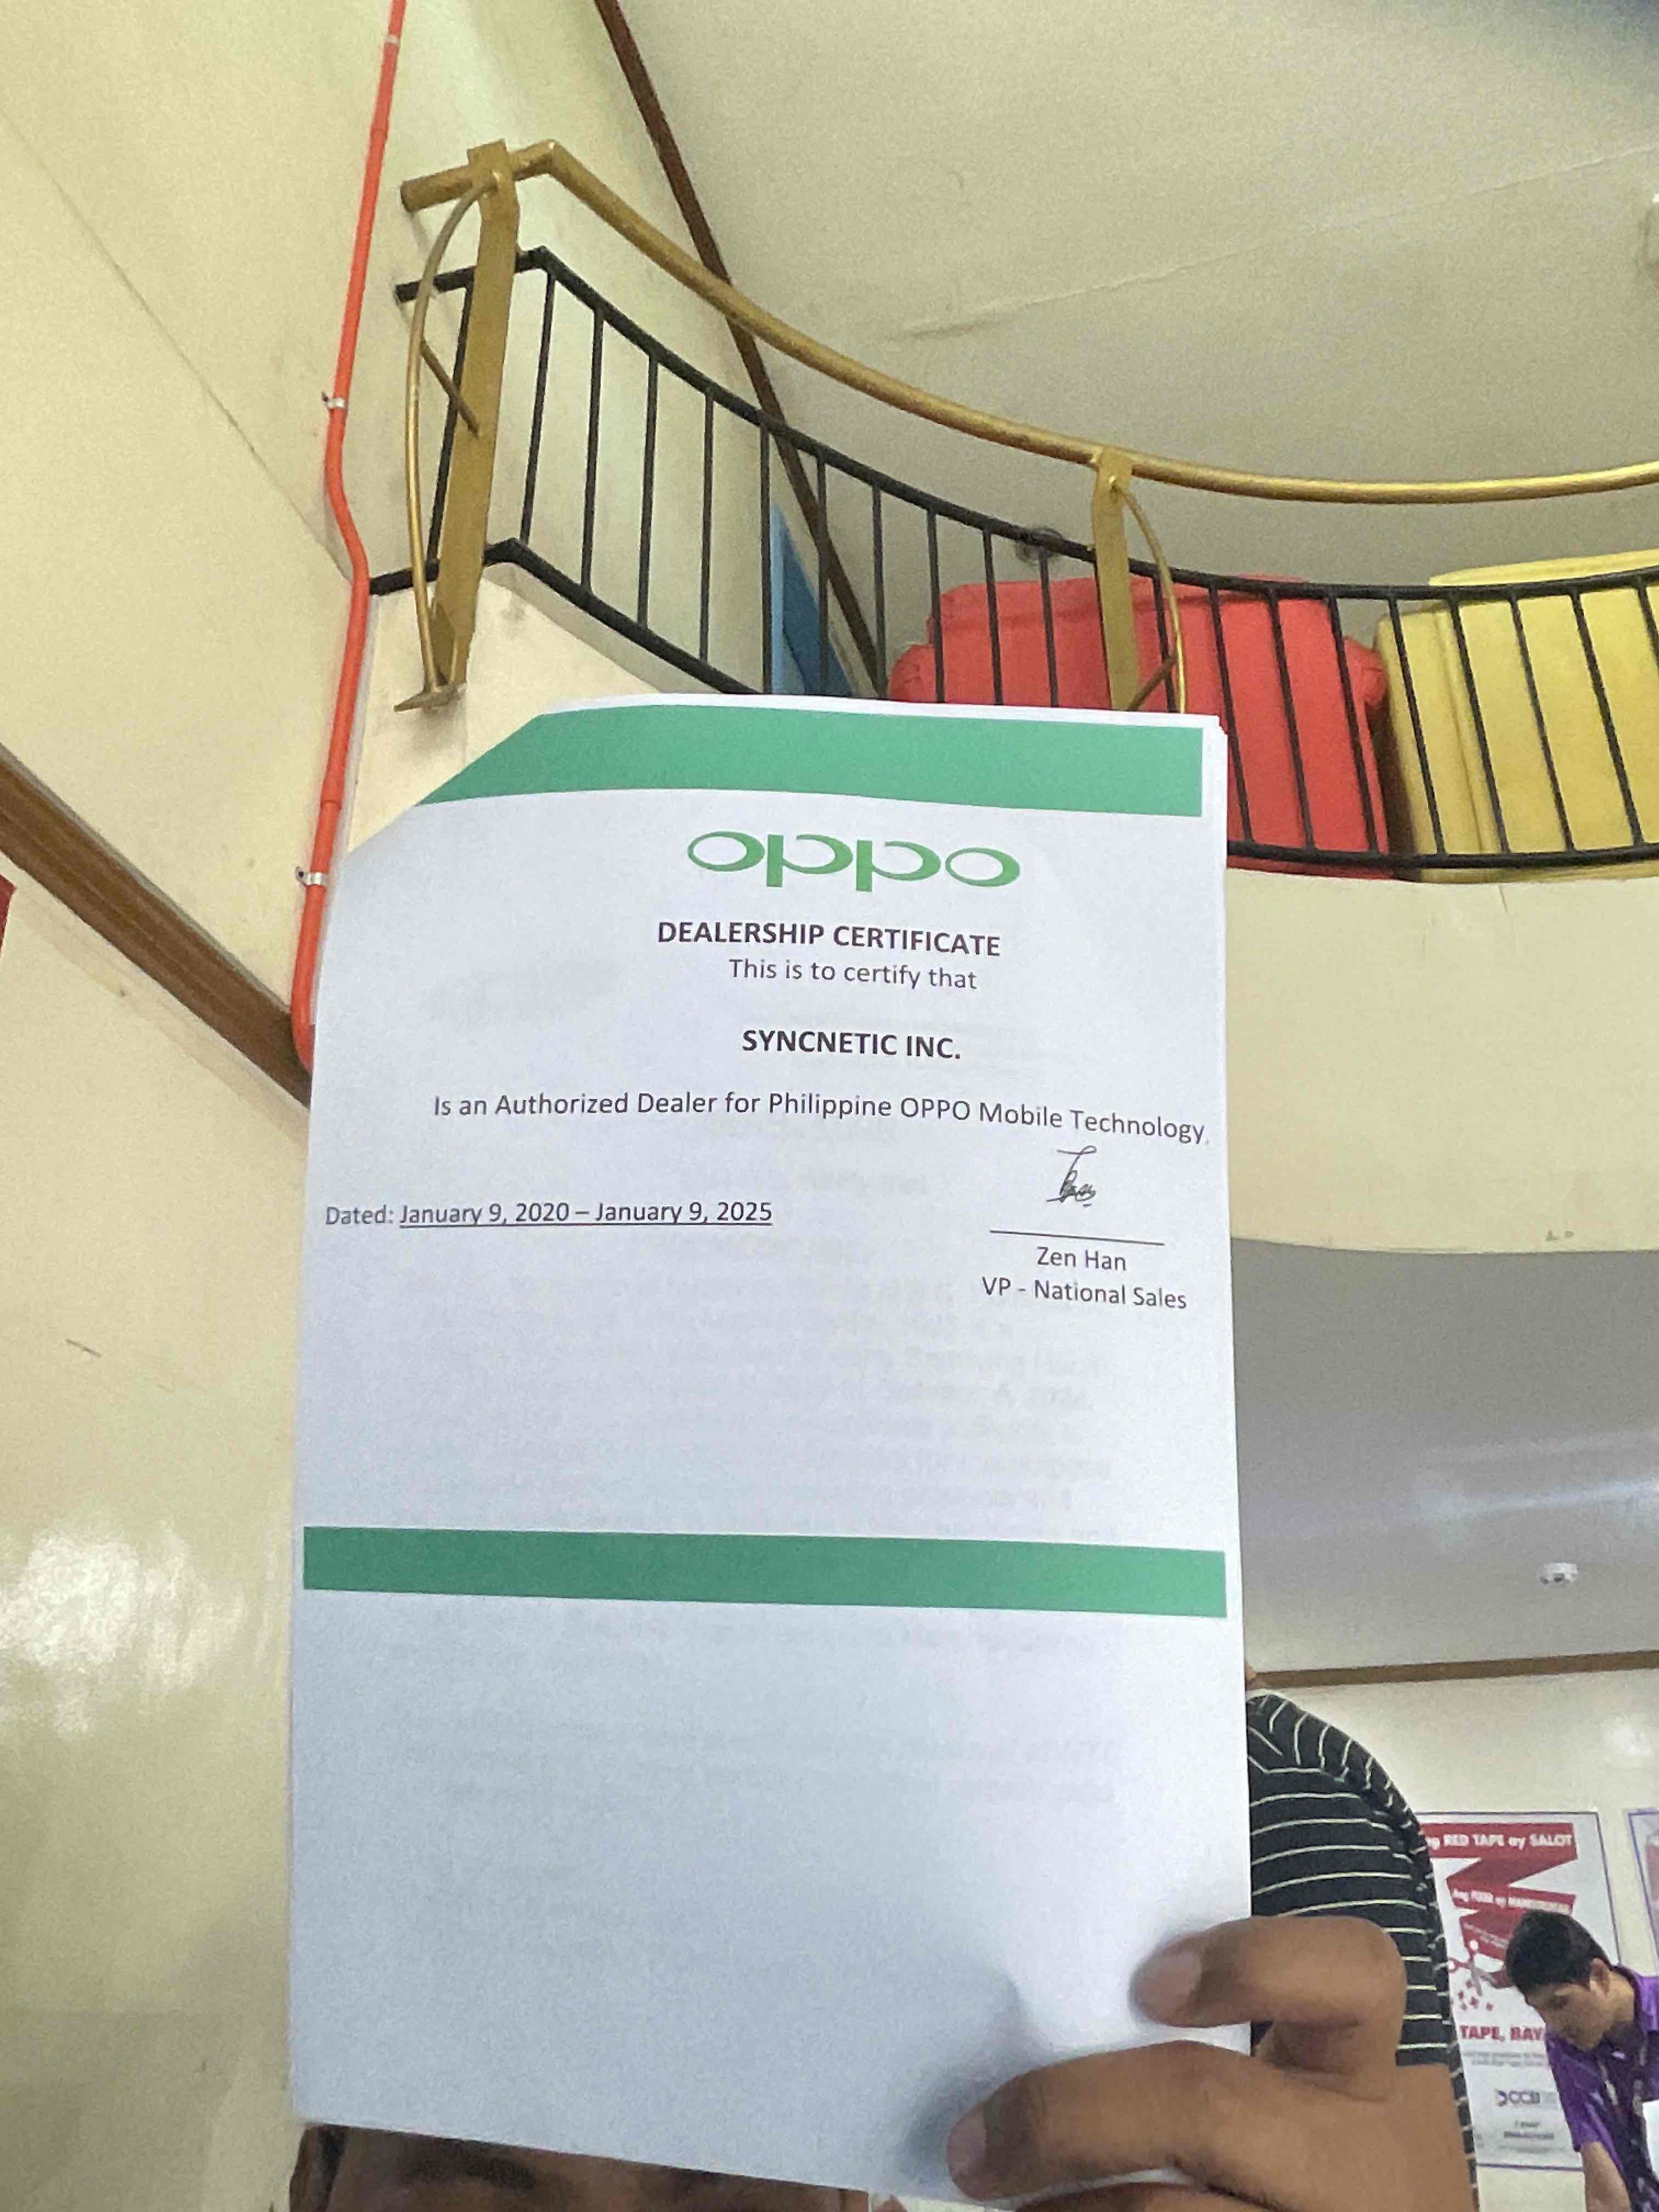 oppo
DEALERSHIP CERTIFICATE
This is to certify that
SYNCNETIC INC.
Is an Authorized Dealer for Philippine OPPO Mobile Technology.
Dated: January 9, 2020 – January 9, 2025
Zen Han
VP - National Sales
RED TAPE ay SALOT
TAPE, BAY